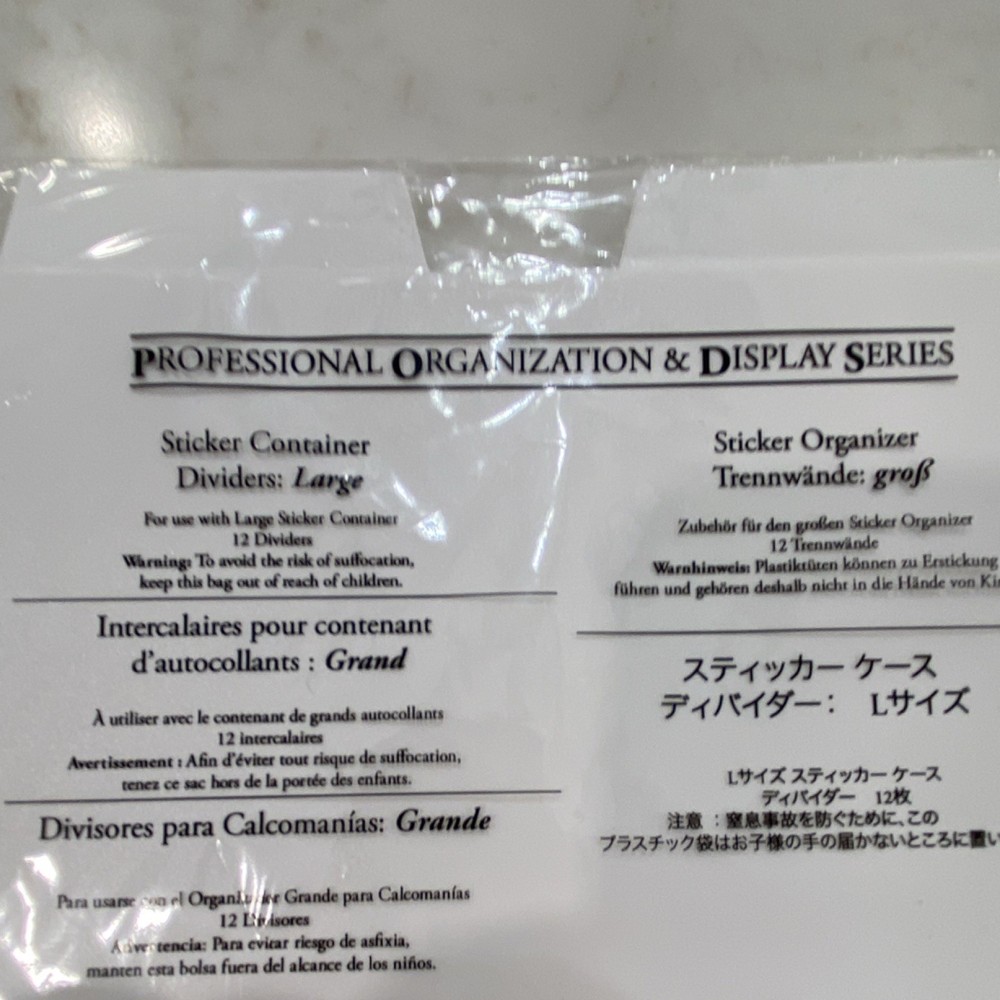 PROFESSIONAL ORGANIZATION & DISPLAY SERIES
Sticker Container
Dividers: Large
For use with Large Sticker Container
12 Dividers
Warning: To avoid the risk of suffocation,
keep this bag out of reach of children.
Intercalaires pour contenant
d'autocollants : Grand
À utiliser avec le contenant de grands autocollants
12 intercalaires
Avertissement : Afin d'éviter tout risque de suffocation,
tenez ce sac hors de la portée des enfants.
Divisores para Calcomanías: Grande
Para usarse con el Grande para Calcomanías
12 Divisores
Advertencia: Para evitar riesgo de asfixia,
manten esta bolsa fuera del alcance de los niños.
Sticker Organizer
Trennwände: groß
Zubehör für den großen Sticker Organizer
12 Trennwände
Warnhinweis: Plastiktüten können zu Erstickung
führen und gehören deshalb nicht in die Hände von
スティッカー ケース
ディバイダー： Lサイズ
Lサイズ スティッカー ケース
ディバイダー 12枚
注意 ：窒息事故を防ぐために、この
プラスチック袋はお子様の手の届かないところに置い